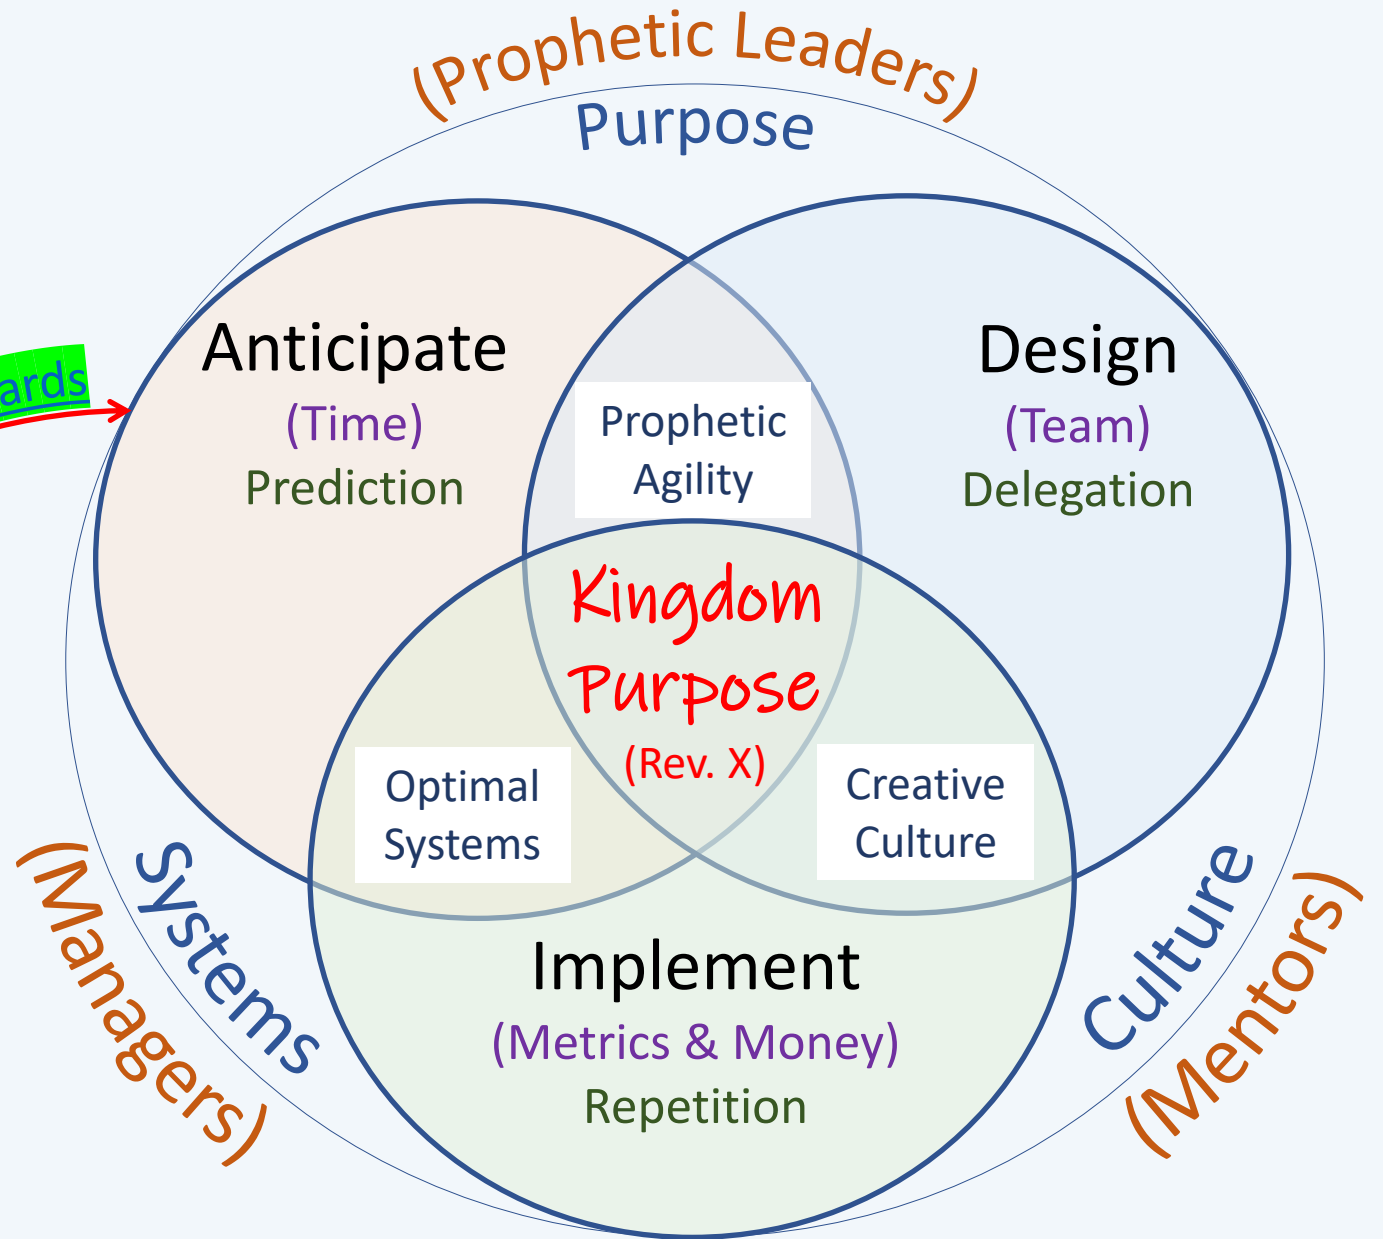 (Prophetic Leaders)
Purpose
Anticipate
(Time)
Prediction
Design
(Team)
Delegation
Prophetic
Agility
Kingdom
Purpose
(Rev. X)
Optimal
Systems
Creative
Culture
Implement
(Metrics & Money)
Repetition
Systems
(Managers)
Culture
(Mentors)